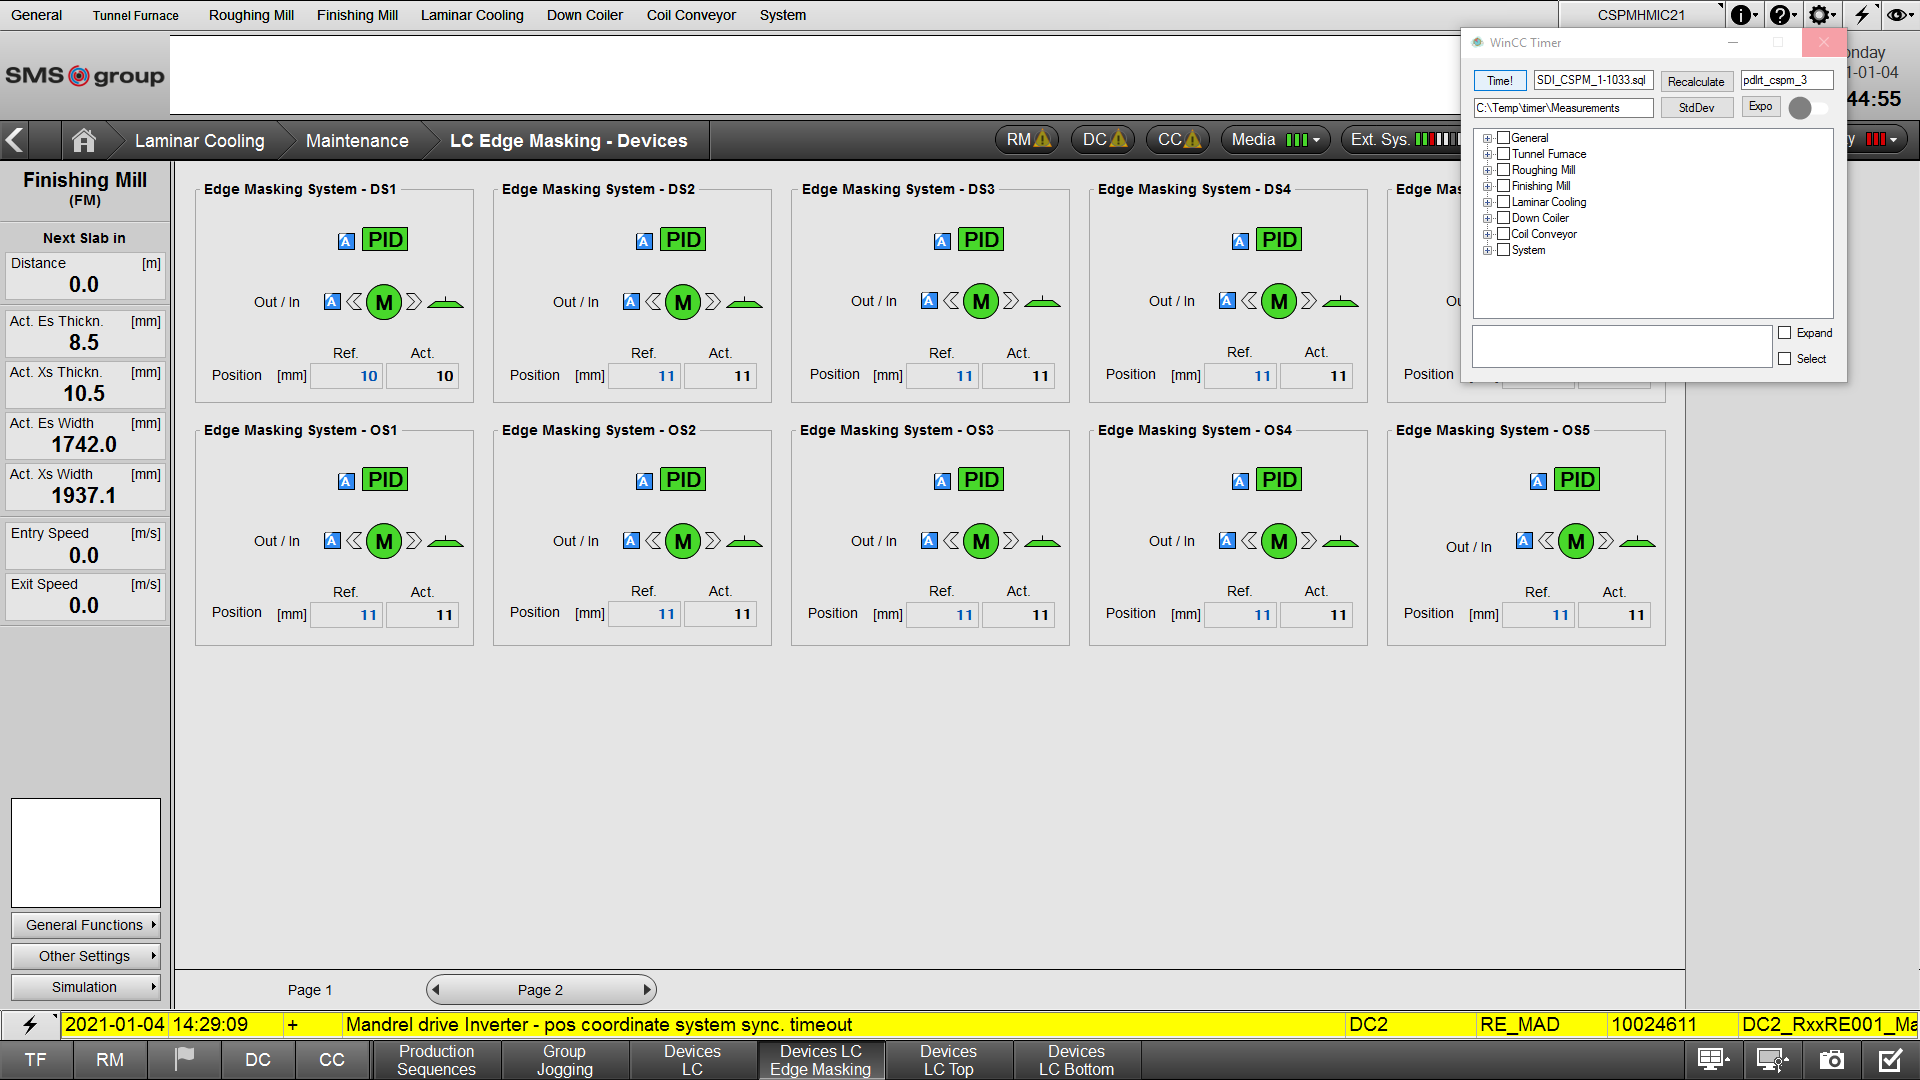 General Tunnel Furnace Roughing Mill Finishing Mill Laminar Cooling Down Coiler Coil Conveyor System CSPMHMIC21
SMS group
WinCC Timer
Time! SDI_CSPM_1-1033.sql Recalculate pdlrt_cspm_3
C:\Temp\timer\Measurements StdDev Expo
General
Tunnel Furnace
Roughing Mill
Finishing Mill
Laminar Cooling
Down Coiler
Coil Conveyor
System
Expand
Select
onday
1-01-04
44:55
Laminar Cooling Maintenance LC Edge Masking - Devices RM DC CC Media Ext. Sys. y
Finishing Mill
(FM)
Next Slab in
Distance [m]
0.0
Act. Es Thickn. [mm]
8.5
Act. Xs Thickn. [mm]
10.5
Act. Es Width [mm]
1742.0
Act. Xs Width [mm]
1937.1
Entry Speed [m/s]
0.0
Exit Speed [m/s]
0.0
General Functions
Other Settings
Simulation
Edge Masking System - DS1
A PID
Out / In A M
Ref. Act.
Position [mm] 10 10
Edge Masking System - DS2
A PID
Out / In A M
Ref. Act.
Position [mm] 11 11
Edge Masking System - DS3
A PID
Out / In A M
Ref. Act.
Position [mm] 11 11
Edge Masking System - DS4
A PID
Out / In A M
Ref. Act.
Position [mm] 11 11
Edge Ma
Ou
Position
Edge Masking System - OS1
A PID
Out / In A M
Ref. Act.
Position [mm] 11 11
Edge Masking System - OS2
A PID
Out / In A M
Ref. Act.
Position [mm] 11 11
Edge Masking System - OS3
A PID
Out / In A M
Ref. Act.
Position [mm] 11 11
Edge Masking System - OS4
A PID
Out / In A M
Ref. Act.
Position [mm] 11 11
Edge Masking System - OS5
A PID
Out / In A M
Ref. Act.
Position [mm] 11 11
Page 1 Page 2
2021-01-04 14:29:09 + Mandrel drive Inverter - pos coordinate system sync. timeout DC2 RE_MAD 10024611 DC2_RxxRE001_Ma
TF RM DC CC
Production Sequences
Group Jogging
Devices LC
Devices LC Edge Masking
Devices LC Top
Devices LC Bottom